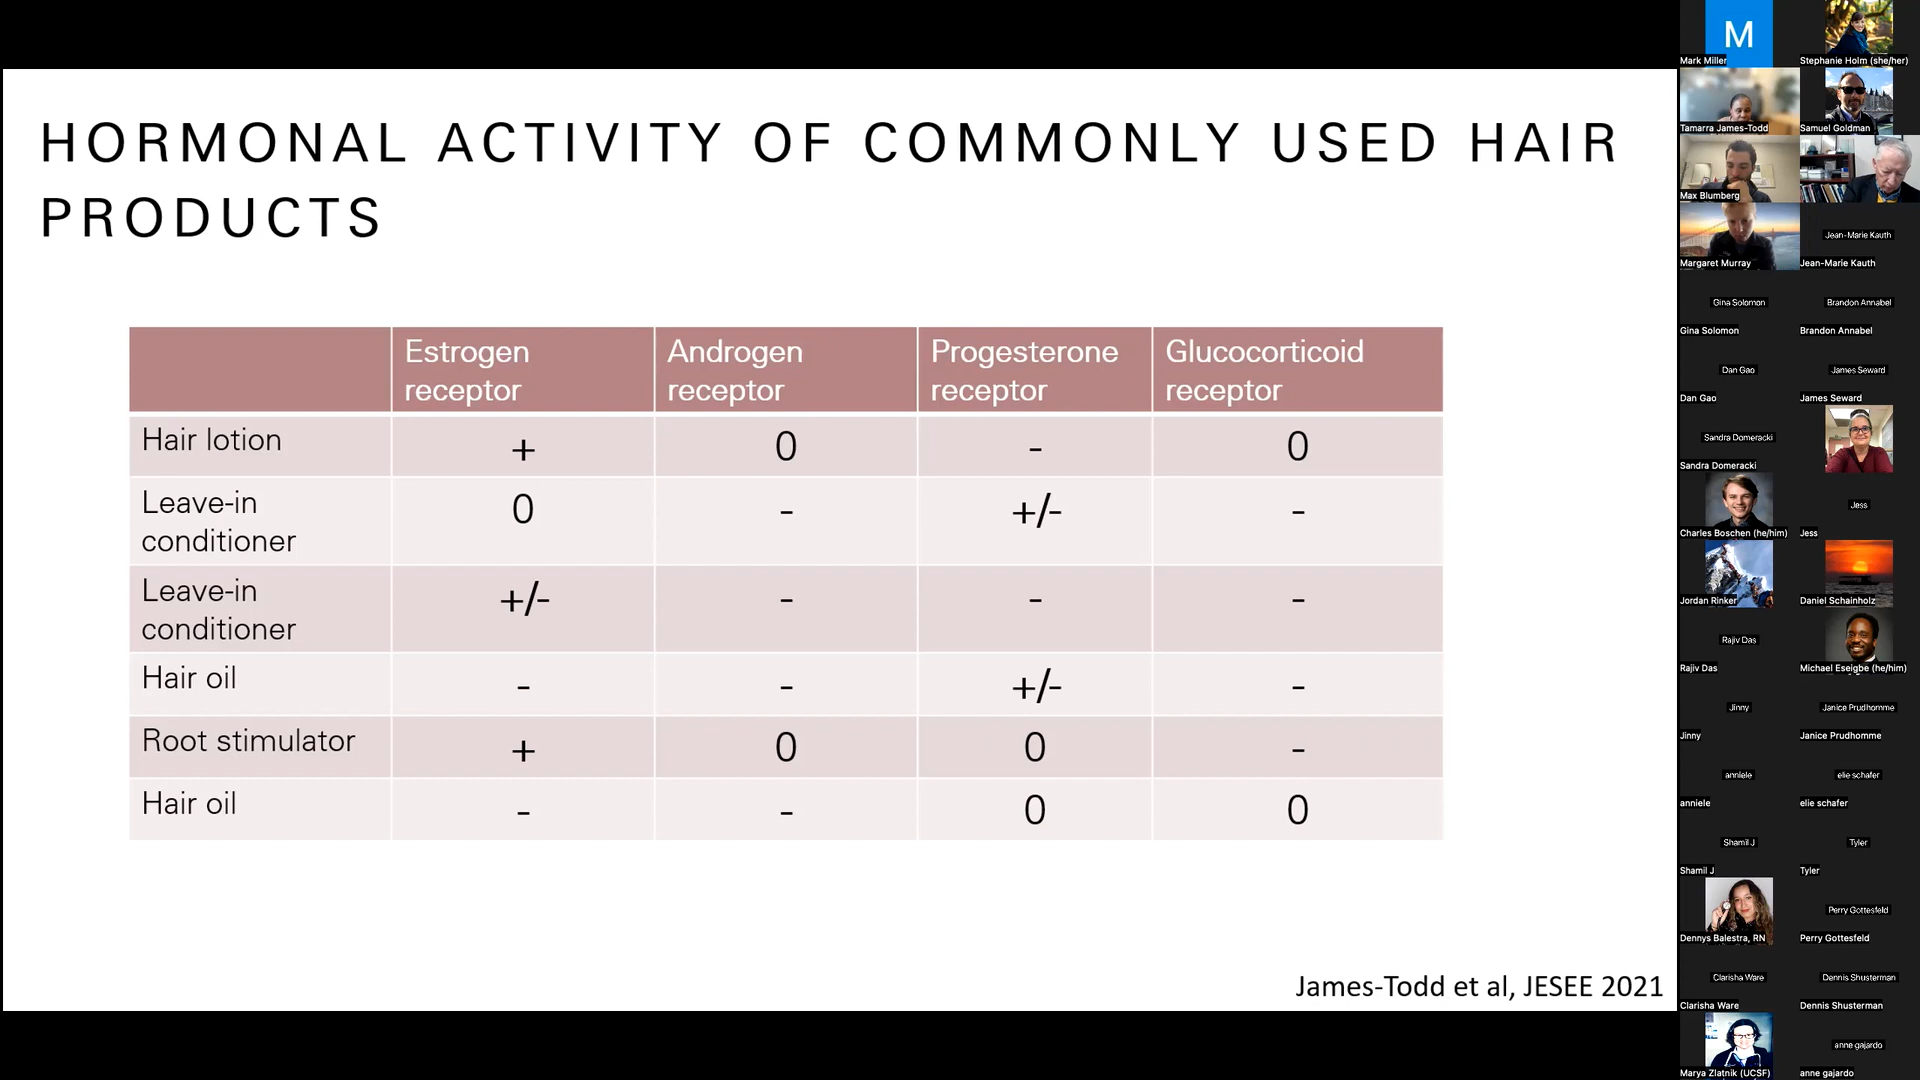 HORMONAL ACTIVITY OF COMMONLY USED HAIR
PRODUCTS
Estrogen receptor
Androgen receptor
Progesterone receptor
Glucocorticoid receptor
Hair lotion + 0 - 0
Leave-in conditioner 0 - +/- -
Leave-in conditioner +/- - - -
Hair oil - - +/- -
Root stimulator + 0 0 -
Hair oil - - 0 0
James-Todd et al, JESEE 2021
M
Mark Miller
Stephanie Holm (she/her)
Tamarra James-Todd
Samuel Goldman
Max Blumberg
Margaret Murray
Jean-Marie Kauth
Jean-Marie Kauth
Gina Solomon
Gina Solomon
Brandon Annabel
Brandon Annabel
Dan Gao
Dan Gao
James Seward
James Seward
Sandra Domeracki
Sandra Domeracki
Charles Boschen (he/him)
Jess
Jess
Jordan Rinker
Daniel Schainholz
Rajiv Das
Rajiv Das
Michael Eseigbe (he/him)
Jinny
Jinny
Janice Prudhomme
Janice Prudhomme
anniele
anniele
elie schafer
elie schafer
Shamil J
Shamil J
Tyler
Tyler
Dennys Balestra, RN
Perry Gottesfeld
Perry Gottesfeld
Clarisha Ware
Clarisha Ware
Dennis Shusterman
Dennis Shusterman
Marya Zlatnik (UCSF)
anne gajardo
anne gajardo